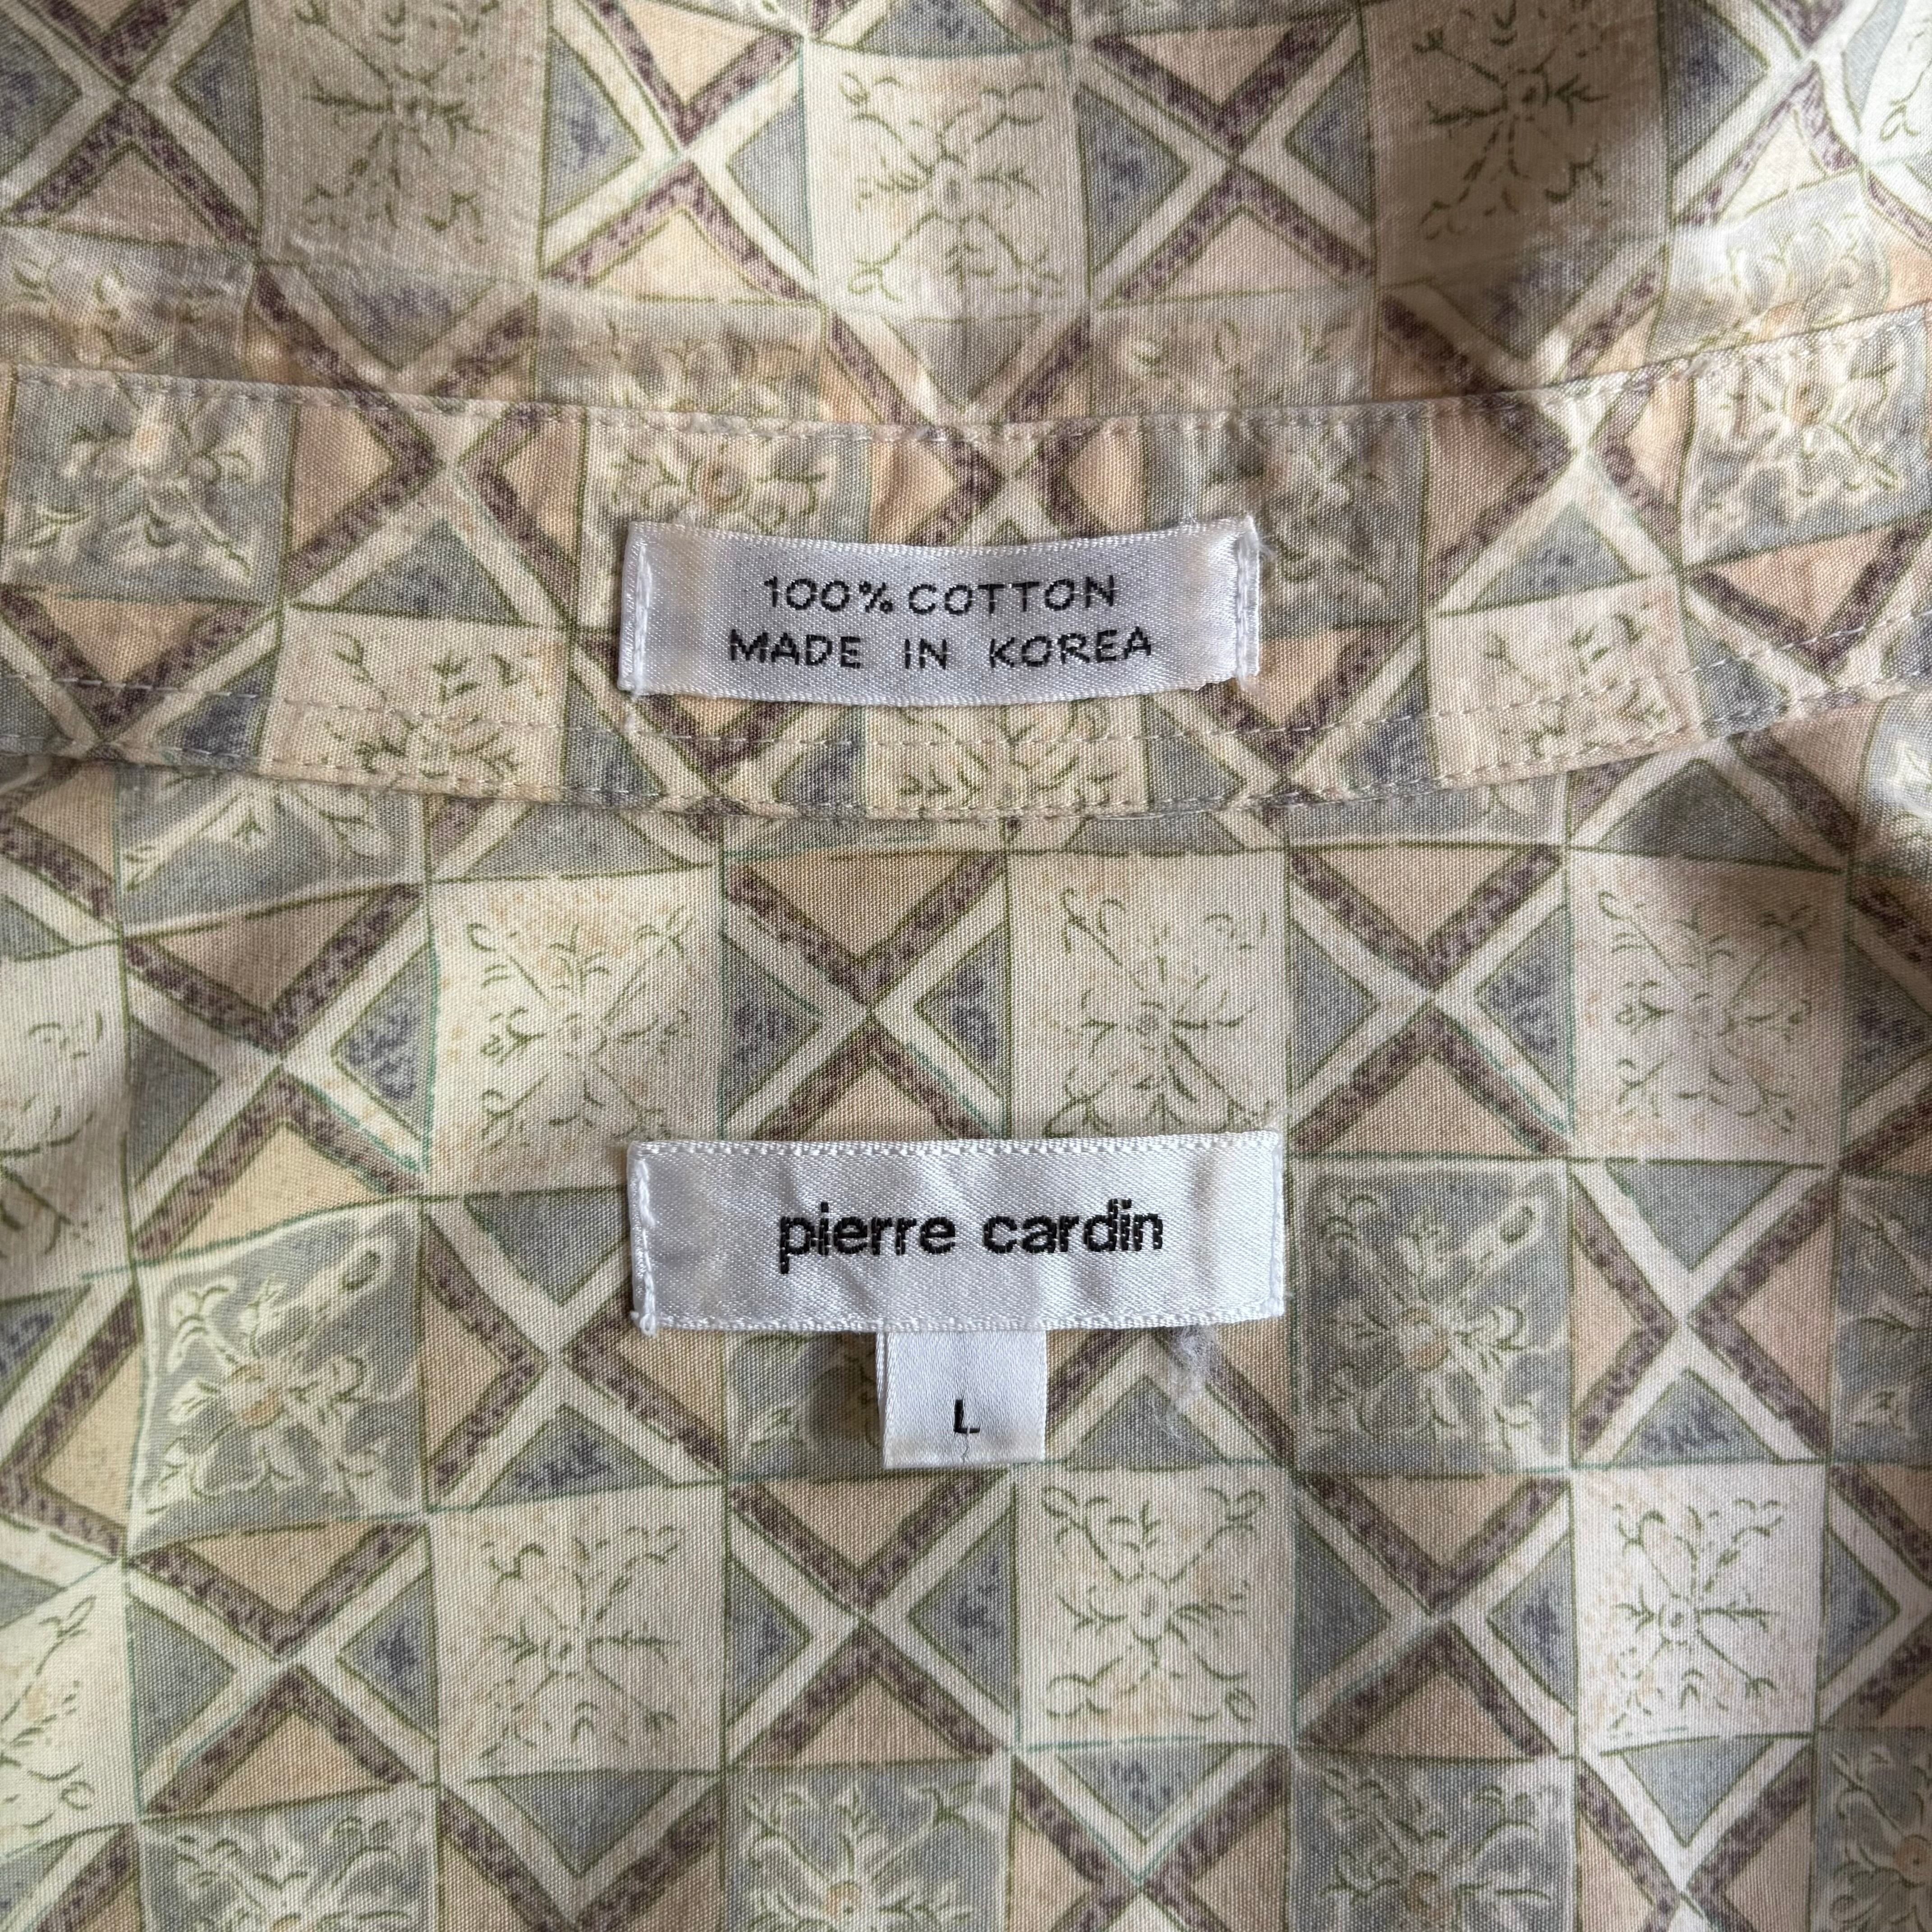 100% COTTON
MADE IN KOREA
pierre cardin
L